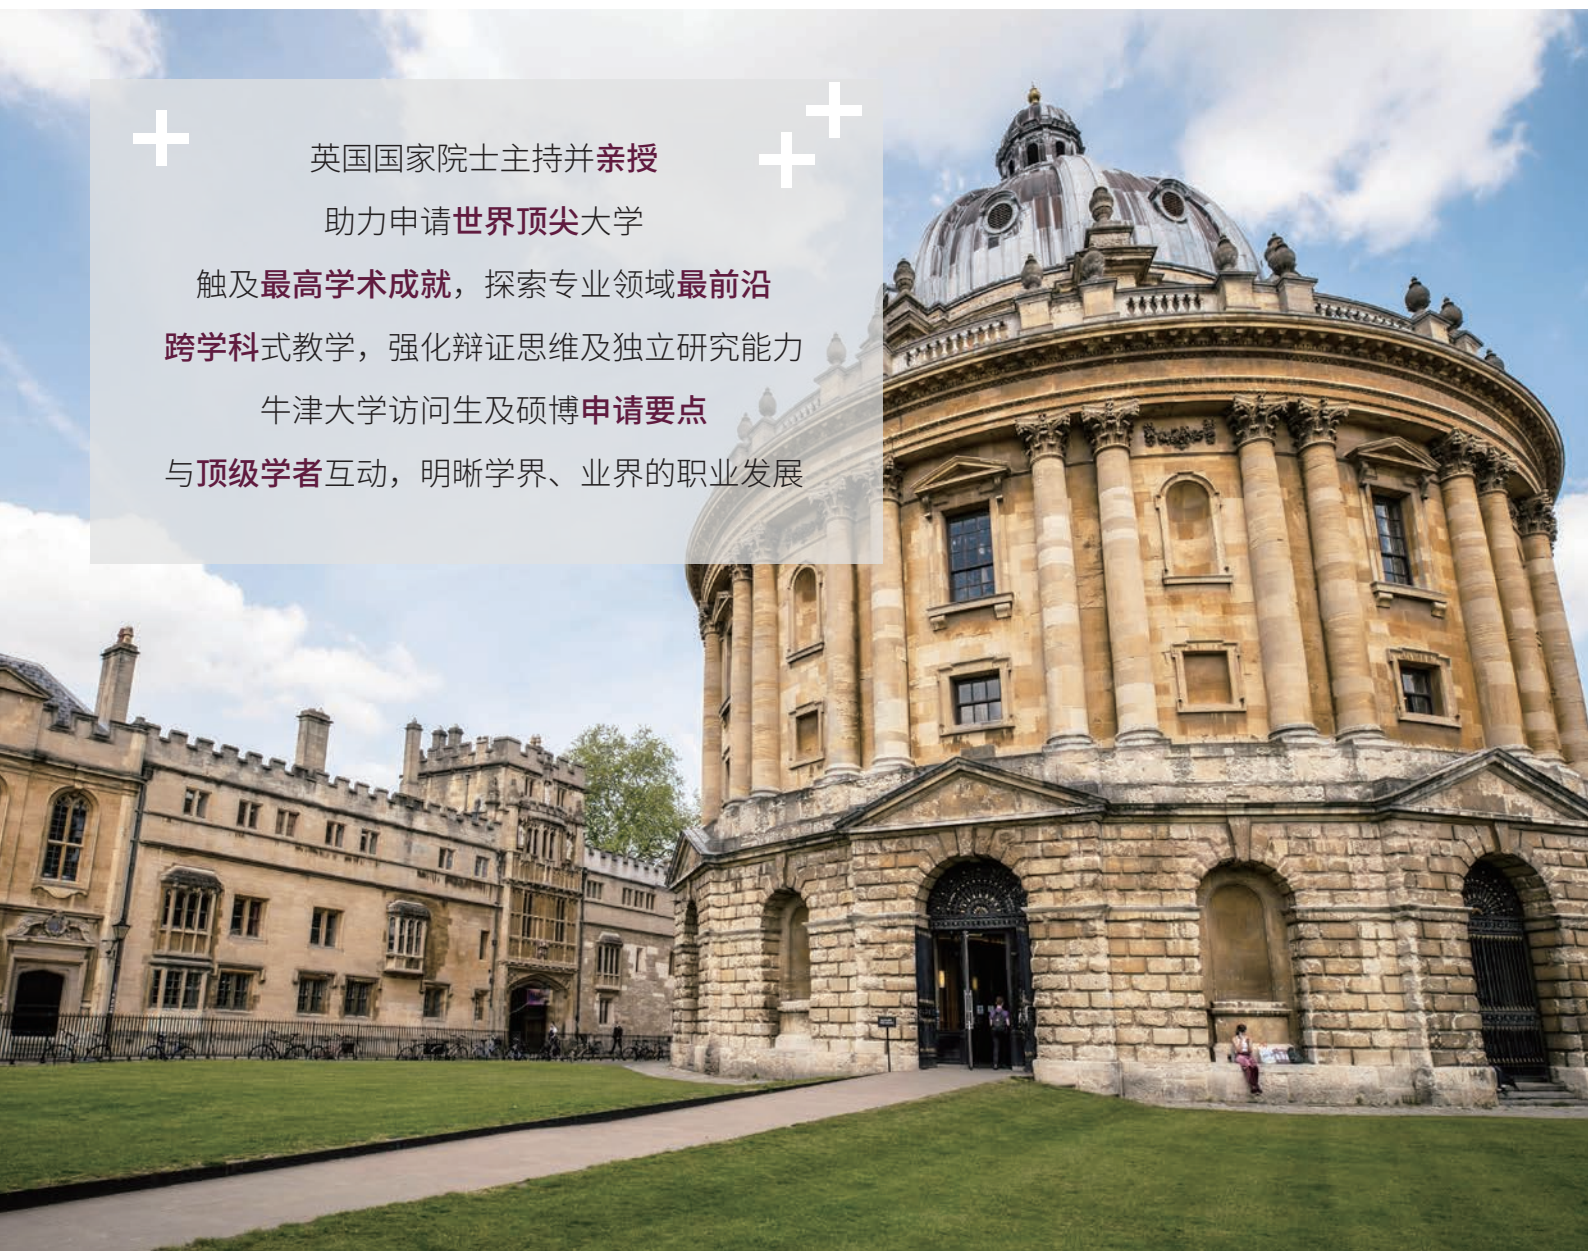 英国国家院士主持并亲授
助力申请世界顶尖大学
触及最高学术成就，探索专业领域最前沿
跨学科式教学，强化辩证思维及独立研究能力
牛津大学访问生及硕博申请要点
与顶级学者互动，明晰学界、业界的职业发展